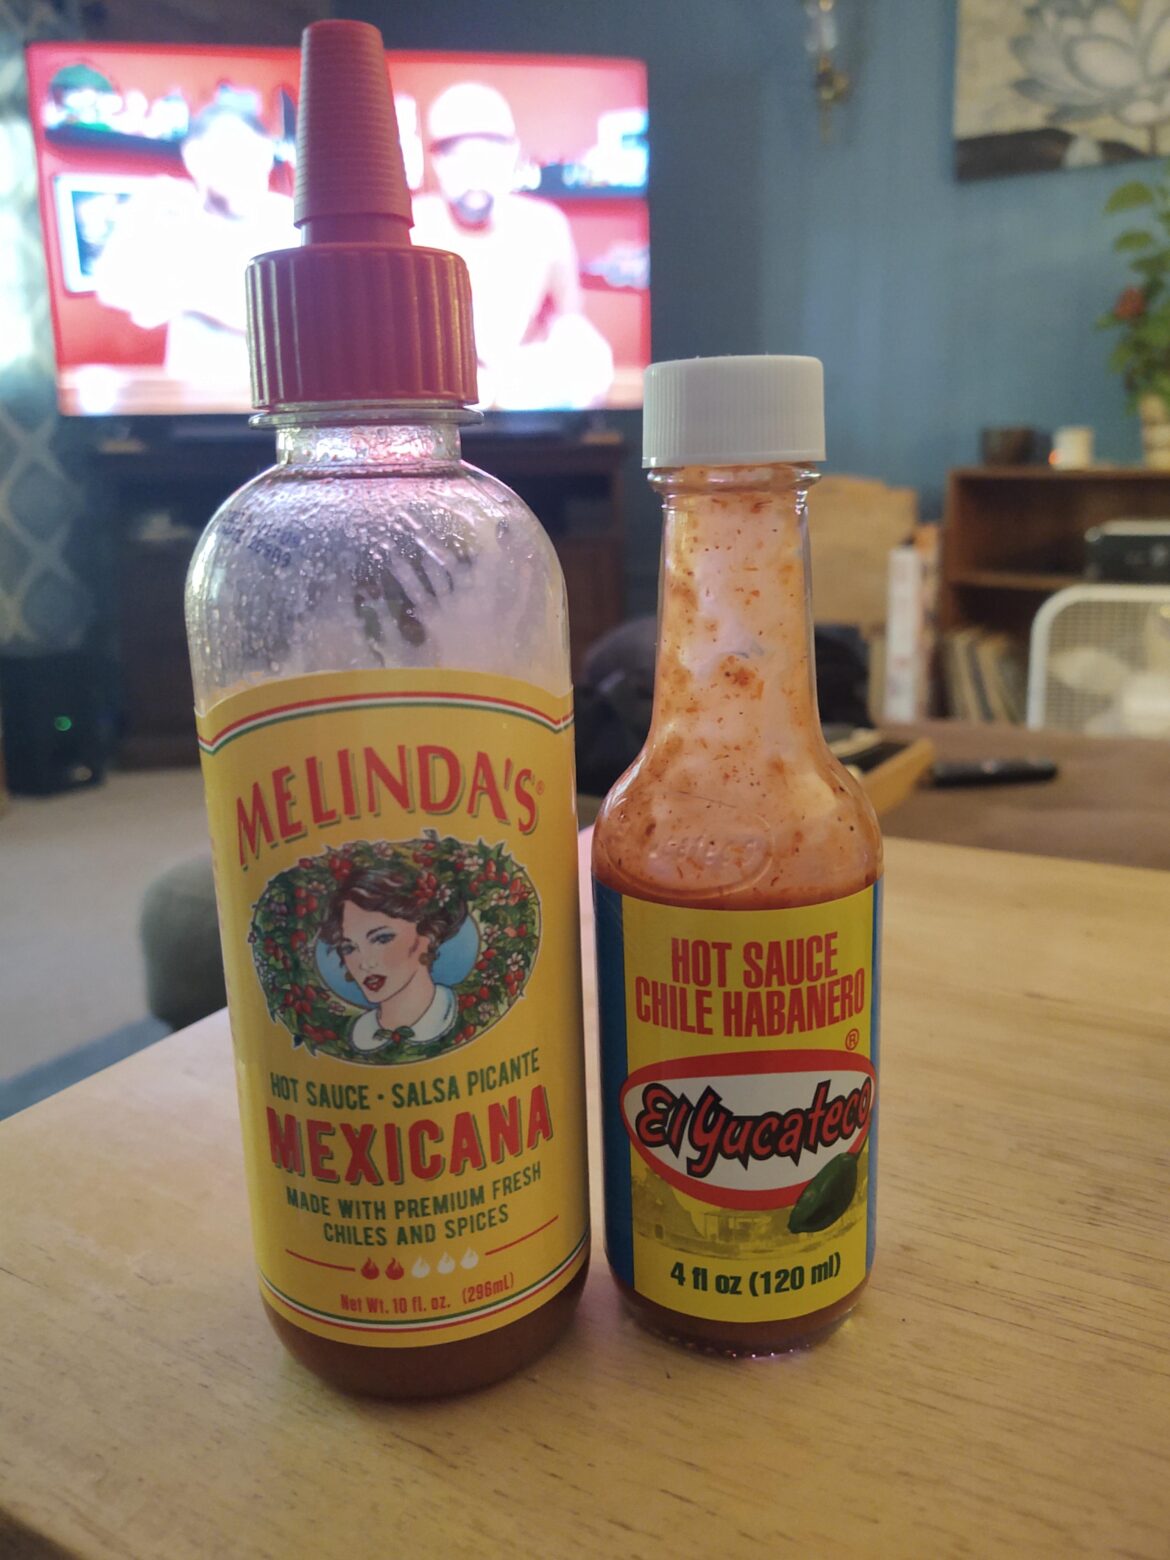 MELINDA'S®
HOT SAUCE • SALSA PICANTE
MEXICANA
MADE WITH PREMIUM FRESH
CHILES AND SPICES
Net Wt. 10 fl. oz. (296mL)
HOT SAUCE
CHILE HABANERO
®
El Yucateco
4 fl oz (120 ml)